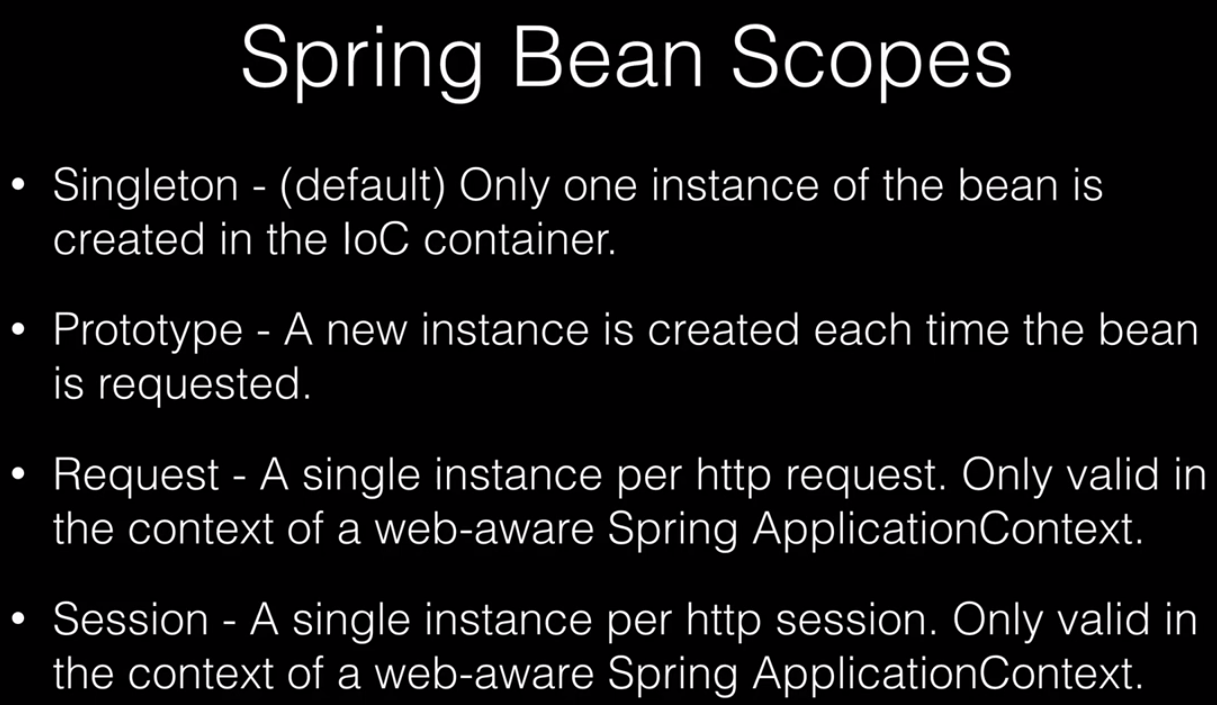 Spring Bean Scopes
• Singleton - (default) Only one instance of the bean is
created in the IoC container.
• Prototype - A new instance is created each time the bean
is requested.
• Request - A single instance per http request. Only valid in
the context of a web-aware Spring ApplicationContext.
• Session - A single instance per http session. Only valid in
the context of a web-aware Spring ApplicationContext.